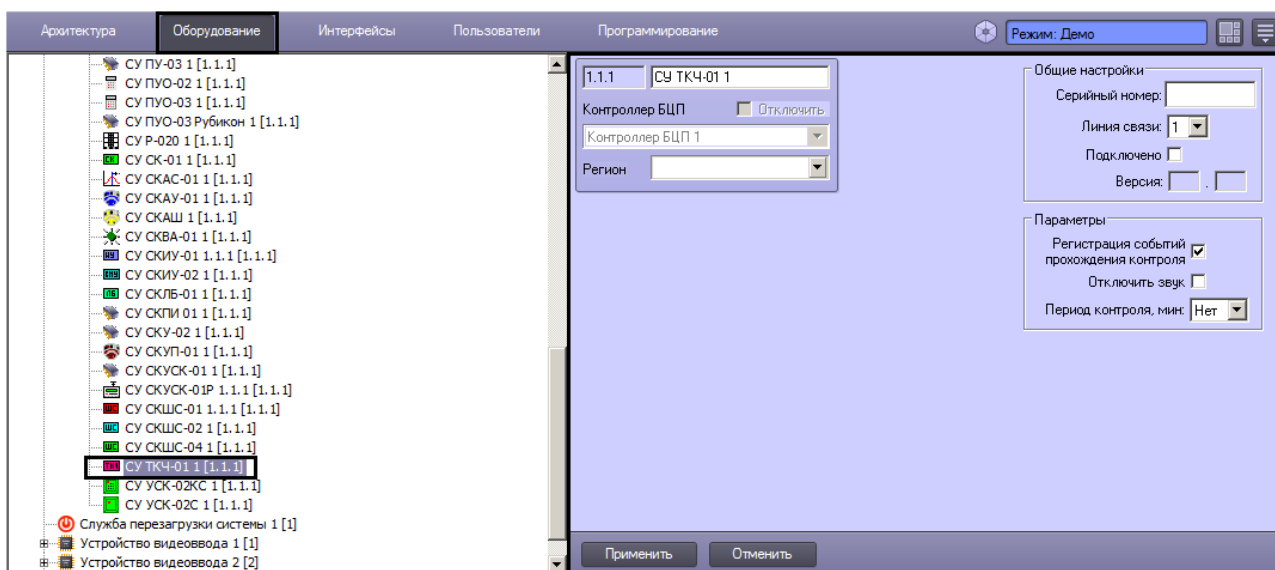 Архитектура Оборудование Интерфейсы Пользователи Программирование Режим: Демо
СУ ПУ-03 1 [1.1.1]
СУ ПУО-02 1 [1.1.1]
СУ ПУО-03 1 [1.1.1]
СУ ПУО-03 Рубикон 1 [1.1.1]
СУ Р-020 1 [1.1.1]
СУ СК-01 1 [1.1.1]
СУ СКАС-01 1 [1.1.1]
СУ СКАУ-01 1 [1.1.1]
СУ СКАШ 1 [1.1.1]
СУ СКВА-01 1 [1.1.1]
СУ СКИУ-01 1.1.1 [1.1.1]
СУ СКИУ-02 1 [1.1.1]
СУ СКЛБ-01 1 [1.1.1]
СУ СКПИ 01 1 [1.1.1]
СУ СКУ-02 1 [1.1.1]
СУ СКУП-01 1 [1.1.1]
СУ СКУСК-01 1 [1.1.1]
СУ СКУСК-01Р 1.1.1 [1.1.1]
СУ СКШС-01 1.1.1 [1.1.1]
СУ СКШС-02 1 [1.1.1]
СУ СКШС-04 1 [1.1.1]
СУ ТКЧ-01 1 [1.1.1]
СУ УСК-02КС 1 [1.1.1]
СУ УСК-02С 1 [1.1.1]
Служба перезагрузки системы 1 [1]
Устройство видеоввода 1 [1]
Устройство видеоввода 2 [2]
1.1.1 СУ ТКЧ-01 1
Контроллер БЦП Отключить
Контроллер БЦП 1
Регион
Общие настройки
Серийный номер:
Линия связи: 1
Подключено
Версия: .
Параметры
Регистрация событий
прохождения контроля
Отключить звук
Период контроля, мин: Нет
Применить Отменить